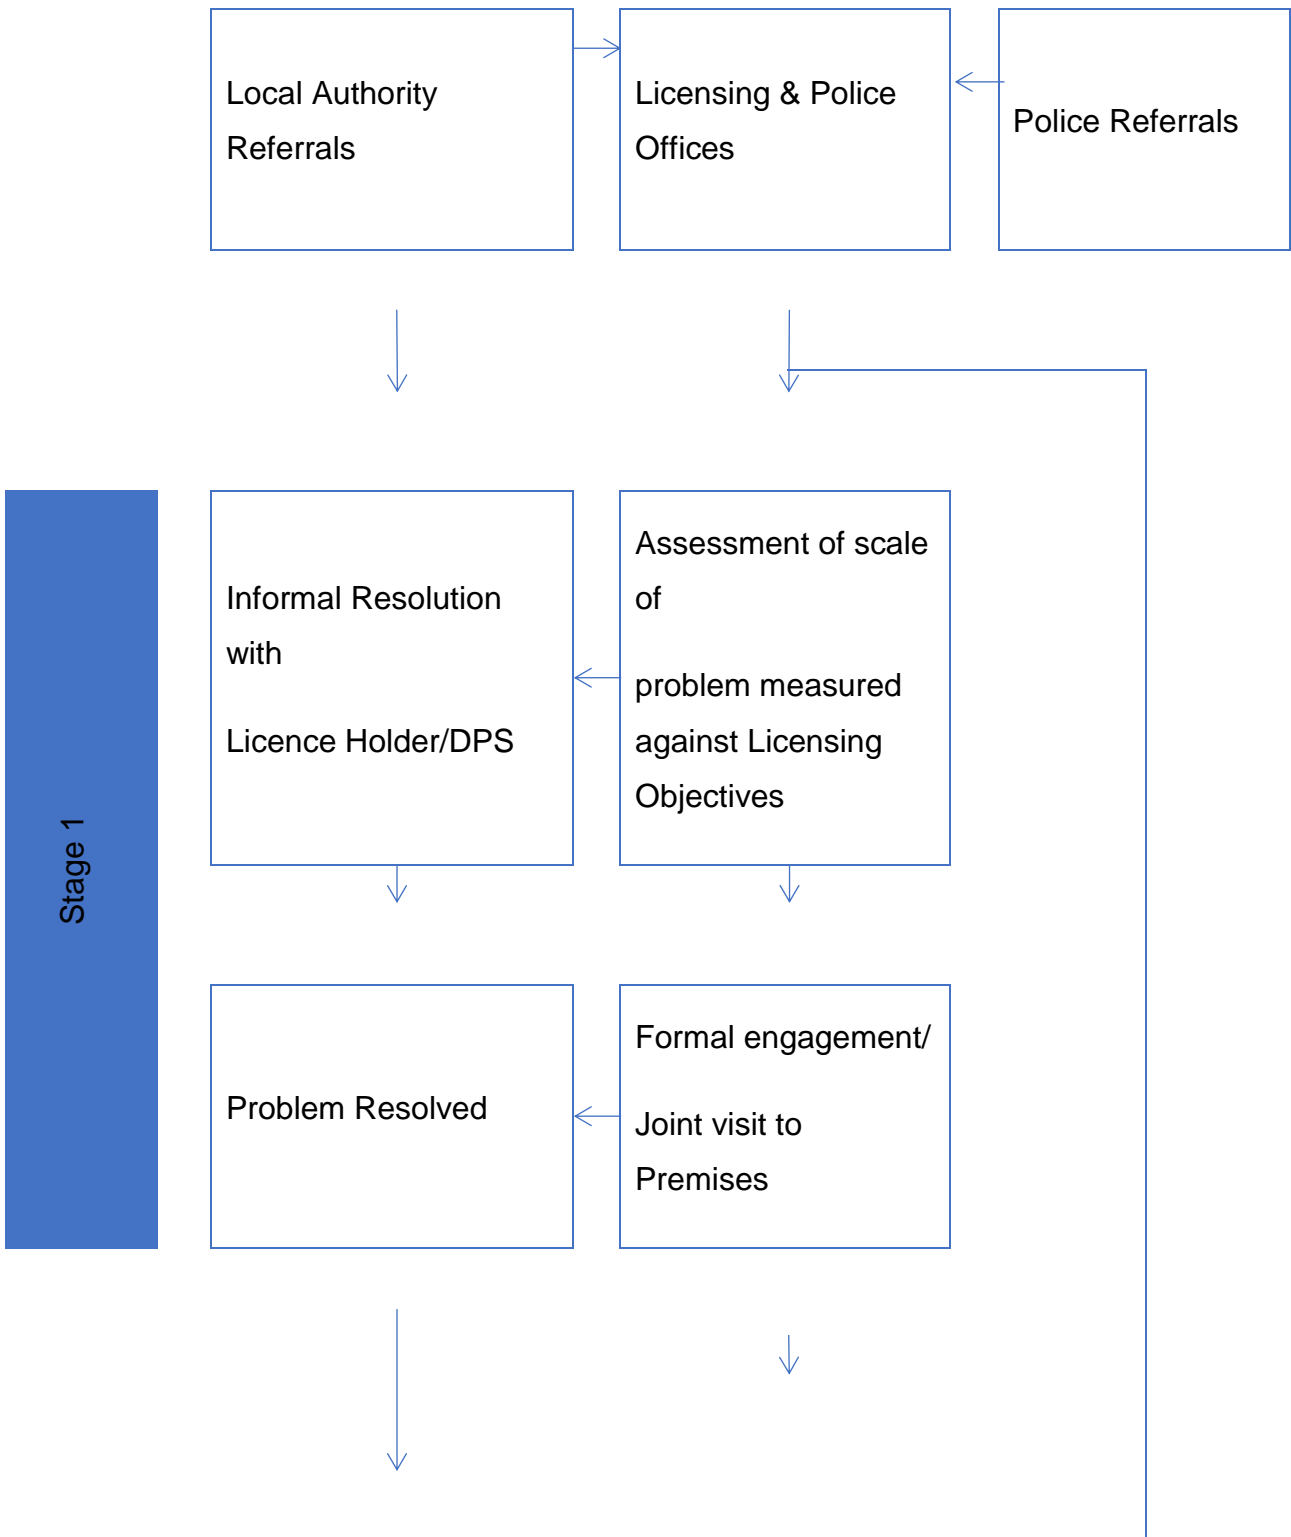 Local Authority
Referrals
Licensing & Police
Offices
Police Referrals
Stage 1
Informal Resolution
with
Licence Holder/DPS
Assessment of scale
of
problem measured
against Licensing
Objectives
Problem Resolved
Formal engagement/
Joint visit to
Premises